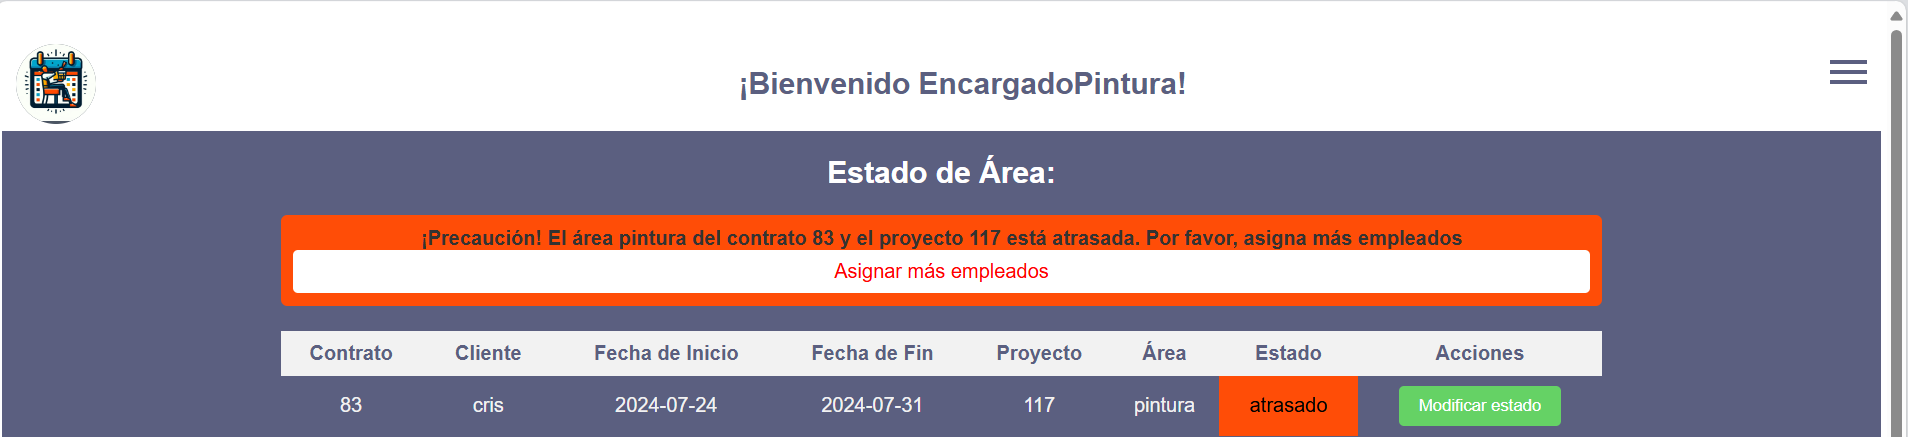 ¡Bienvenido EncargadoPintura!
Estado de Área:
¡Precaución! El área pintura del contrato 83 y el proyecto 117 está atrasada. Por favor, asigna más empleados
Asignar más empleados
Contrato Cliente Fecha de Inicio Fecha de Fin Proyecto Área Estado Acciones
83 cris 2024-07-24 2024-07-31 117 pintura atrasado Modificar estado